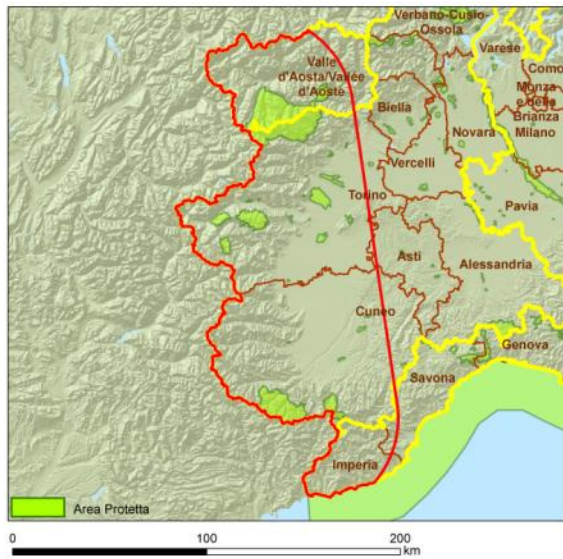 Verbano-Cusio-
Ossola
Varese
Valle
d'Aosta/Vallée
d'Aoste
Como
Monza
e della
Brianza
Biella
Novara
Milano
Vercelli
Torino
Pavia
Asti
Alessandria
Cuneo
Genova
Savona
Imperia
Area Protetta
0
100
200
km